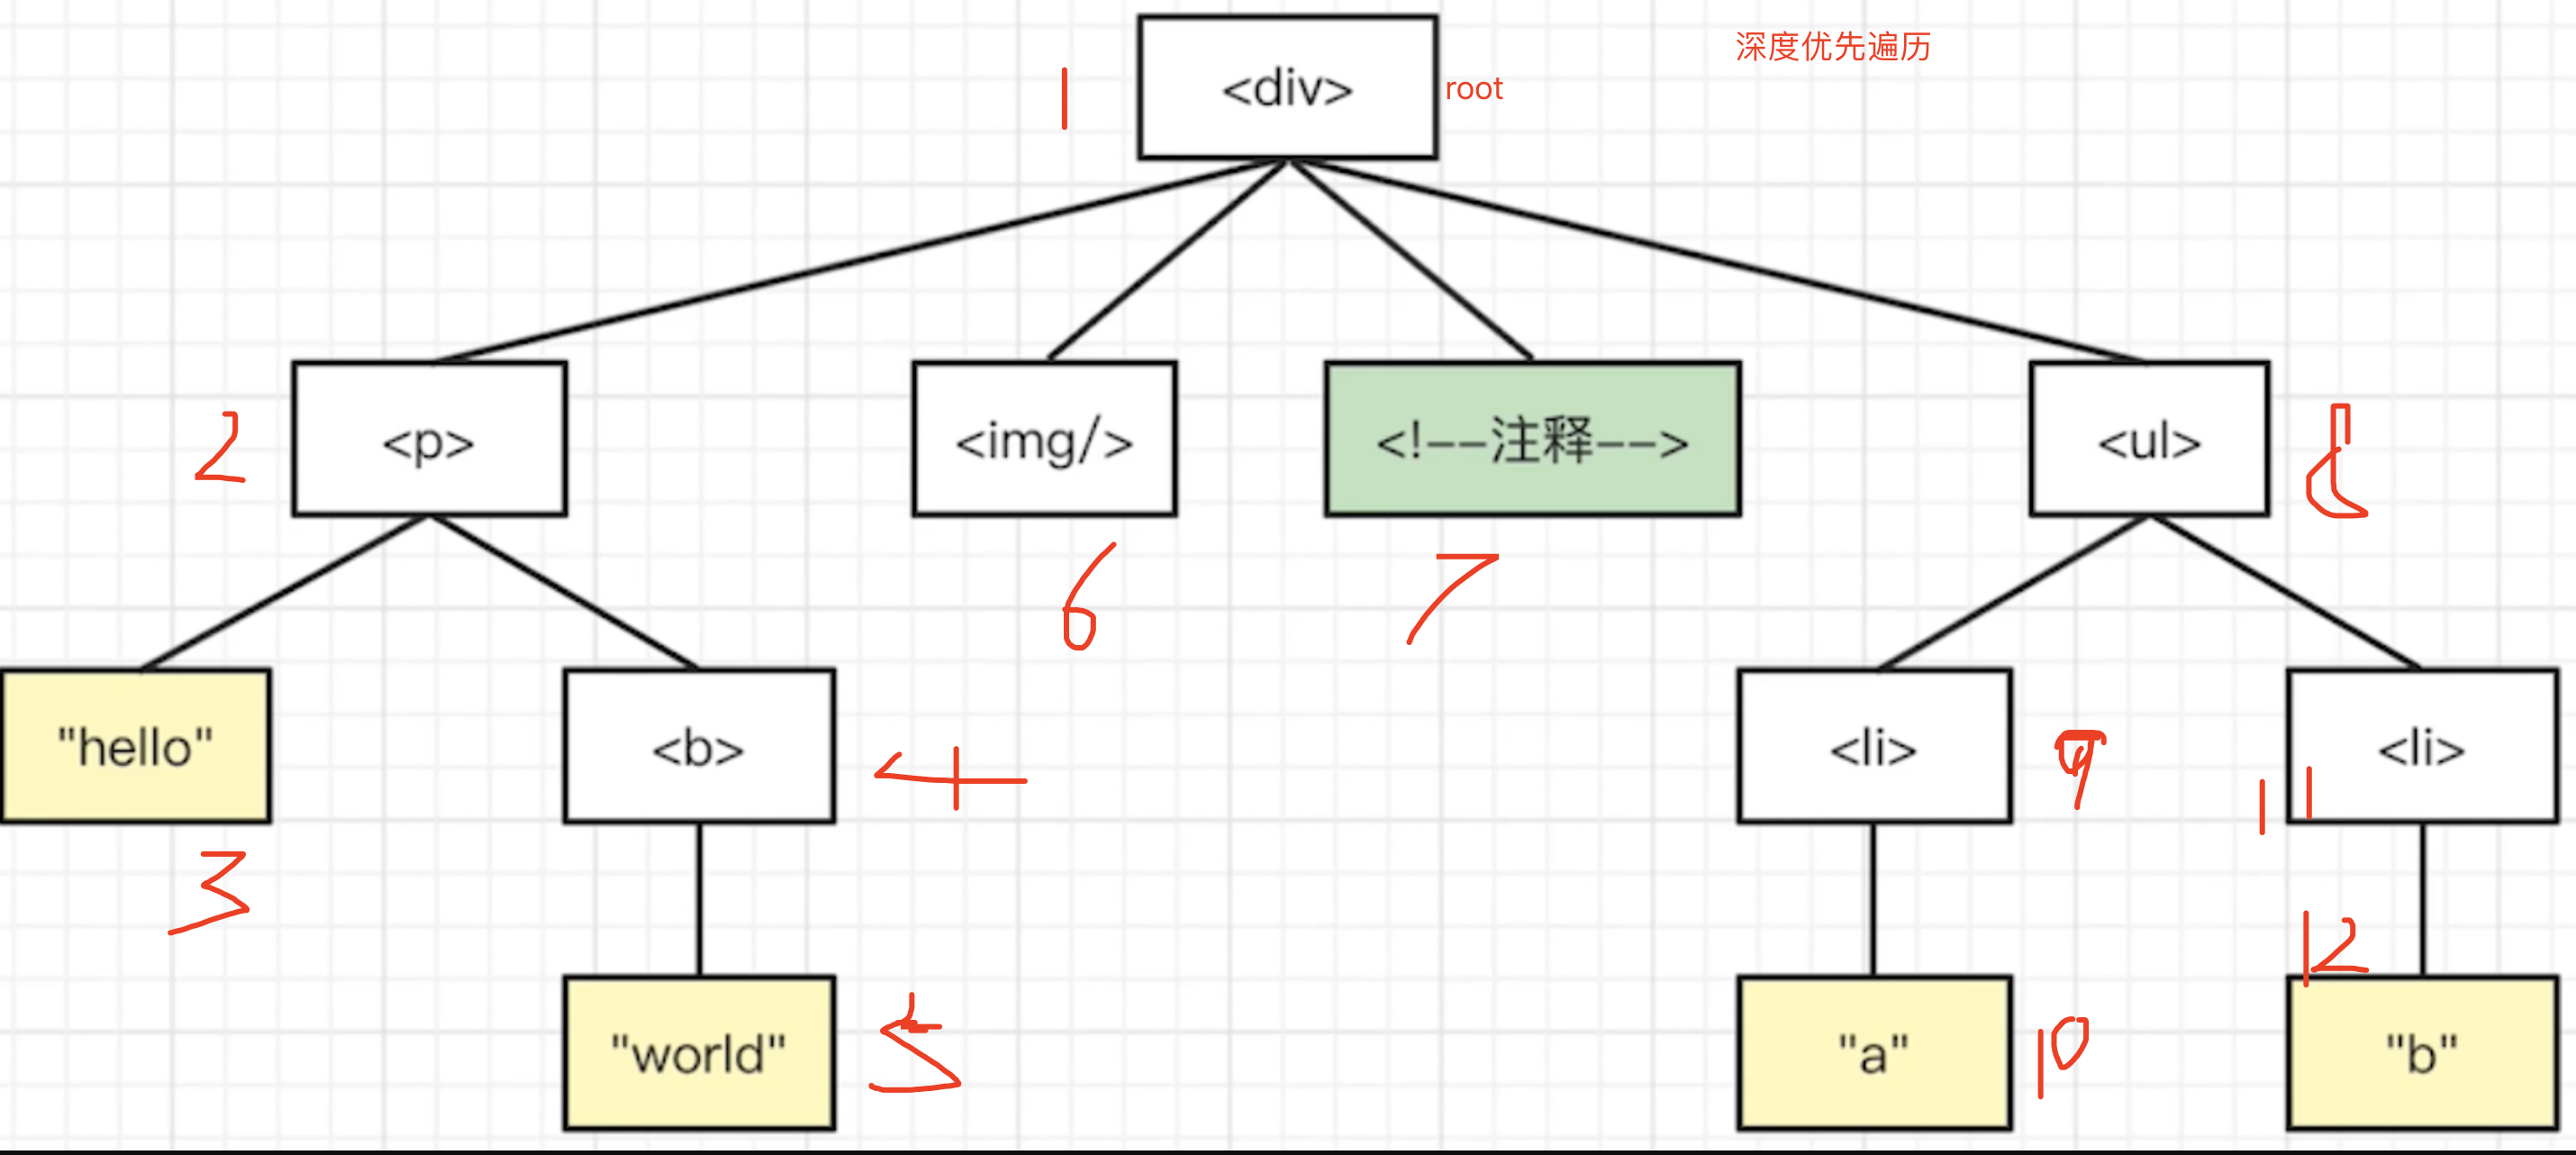 深度优先遍历
1 <div> root
2 <p> <img/> <!--注释--> <ul> 8
6 7
"hello" <b> 4 <li> 9 11 <li>
3
12
"world" 5 "a" 10 "b"